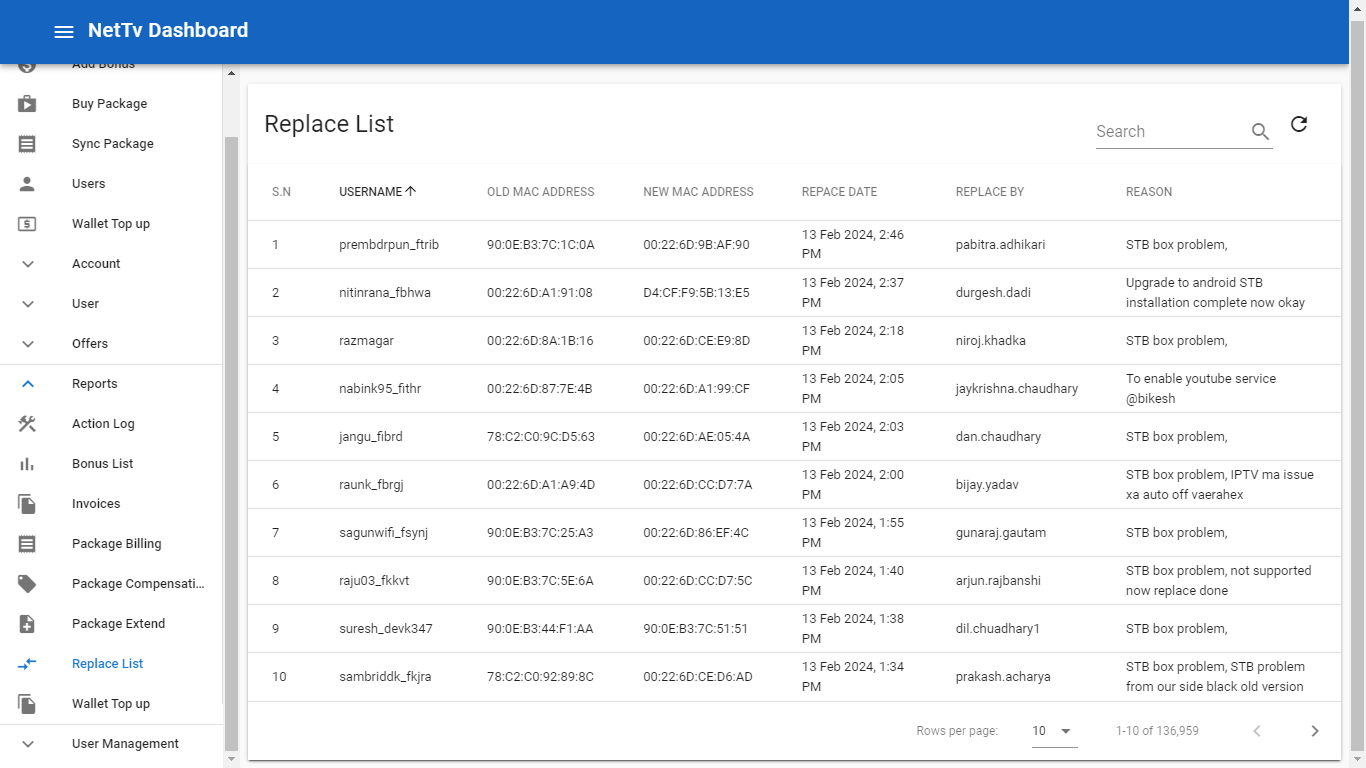 NetTv Dashboard
Add Bonus
Buy Package
Sync Package
Users
Wallet Top up
Account
User
Offers
Reports
Action Log
Bonus List
Invoices
Package Billing
Package Compensati...
Package Extend
Replace List
Wallet Top up
User Management
Replace List
Search
S.N USERNAME OLD MAC ADDRESS NEW MAC ADDRESS REPACE DATE REPLACE BY REASON
1 prembdrpun_ftrib 90:0E:B3:7C:1C:0A 00:22:6D:9B:AF:90 13 Feb 2024, 2:46 pabitra.adhikari STB box problem,
PM
2 nitinrana_fbhwa 00:22:6D:A1:91:08 D4:CF:F9:5B:13:E5 13 Feb 2024, 2:37 durgesh.dadi Upgrade to android STB
PM installation complete now okay
3 razmagar 00:22:6D:8A:1B:16 00:22:6D:CE:E9:8D 13 Feb 2024, 2:18 niroj.khadka STB box problem,
PM
4 nabink95_fithr 00:22:6D:87:7E:4B 00:22:6D:A1:99:CF 13 Feb 2024, 2:05 jaykrishna.chaudhary To enable youtube service
PM @bikesh
5 jangu_fibrd 78:C2:C0:9C:D5:63 00:22:6D:AE:05:4A 13 Feb 2024, 2:03 dan.chaudhary STB box problem,
PM
6 raunk_fbrgj 00:22:6D:A1:A9:4D 00:22:6D:CC:D7:7A 13 Feb 2024, 2:00 bijay.yadav STB box problem, IPTV ma issue
PM xa auto off vaerahex
7 sagunwifi_fsynj 90:0E:B3:7C:25:A3 00:22:6D:86:EF:4C 13 Feb 2024, 1:55 gunaraj.gautam STB box problem,
PM
8 raju03_fkkvt 90:0E:B3:7C:5E:6A 00:22:6D:CC:D7:5C 13 Feb 2024, 1:40 arjun.rajbanshi STB box problem, not supported
PM now replace done
9 suresh_devk347 90:0E:B3:44:F1:AA 90:0E:B3:7C:51:51 13 Feb 2024, 1:38 dil.chuadhary1 STB box problem,
PM
10 sambriddk_fkjra 78:C2:C0:92:89:8C 00:22:6D:CE:D6:AD 13 Feb 2024, 1:34 prakash.acharya STB box problem, STB problem
PM from our side black old version
Rows per page: 10 1-10 of 136,959